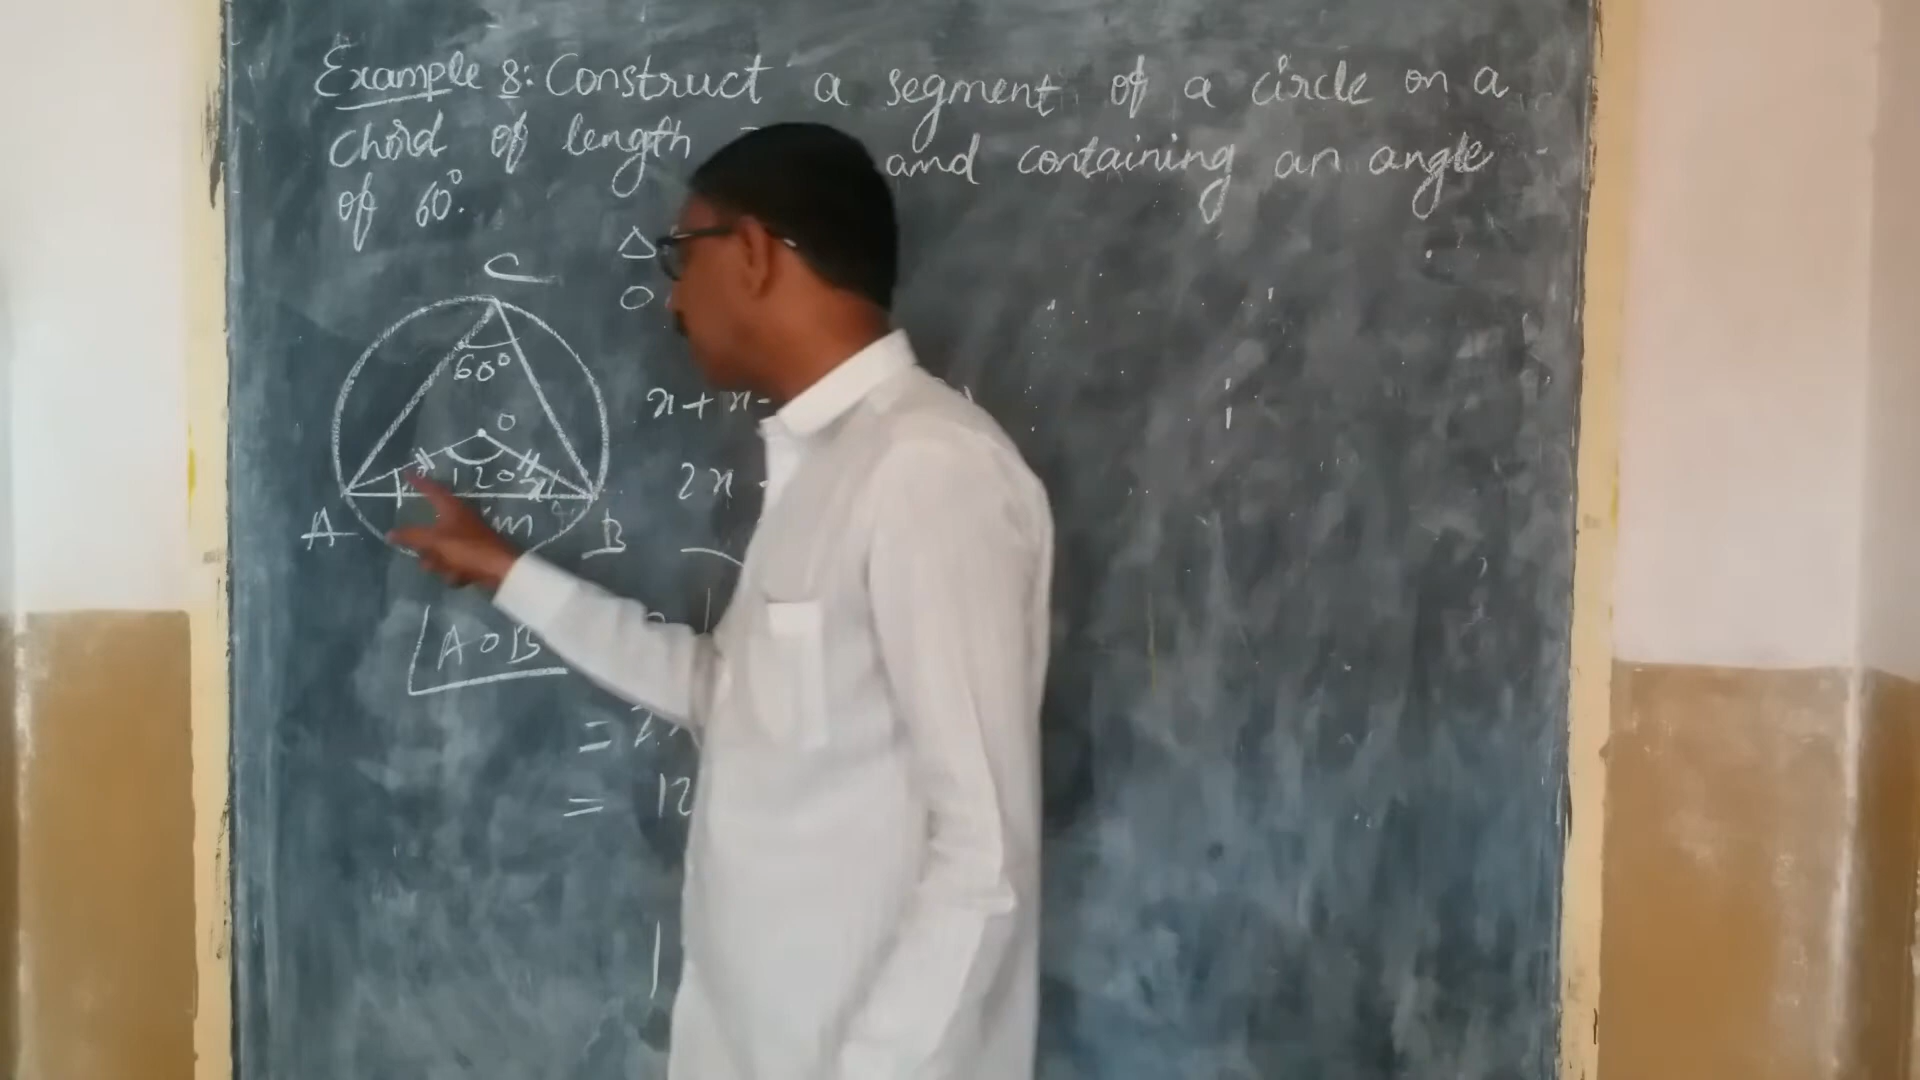 Example 8: Construct a segment of a circle on a
chord of length and containing an angle
of 60°.
C
60°
O
120°
A
B
x + x
2x
AOB
= 2
= 12